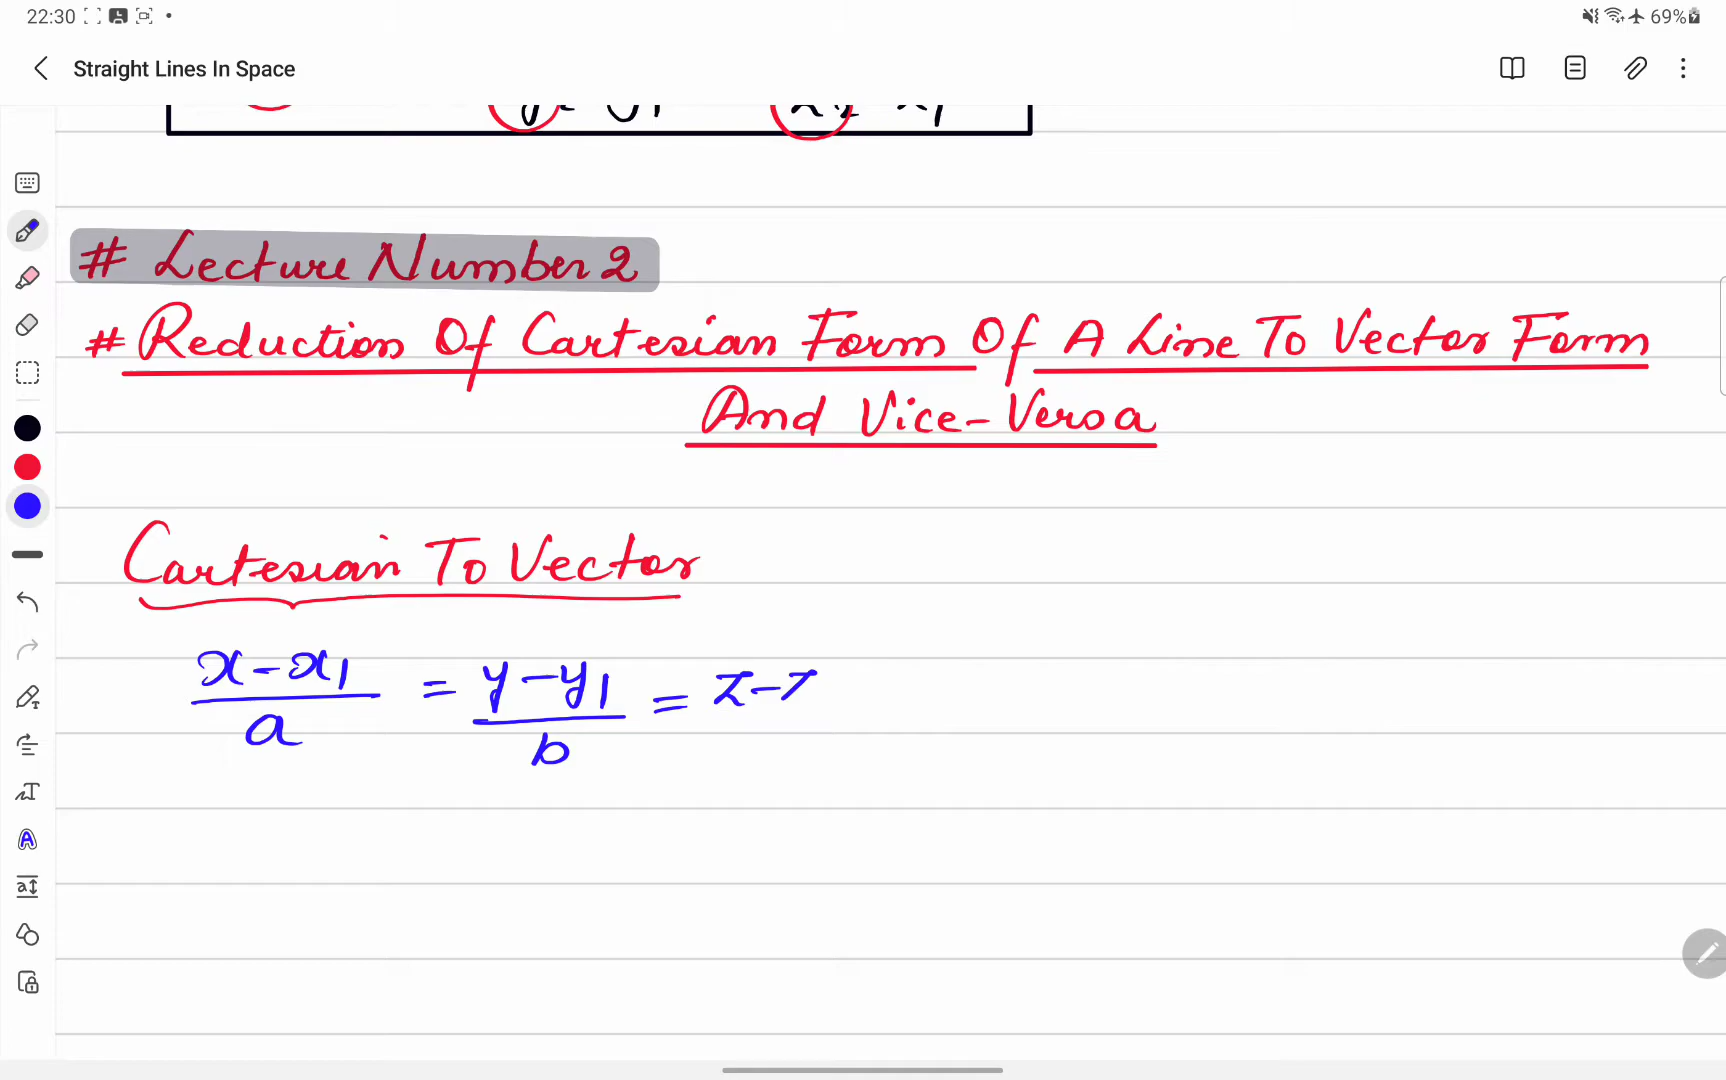 22:30
69%
Straight Lines In Space
# Lecture Number 2
# Reduction Of Cartesian Form Of A Line To Vector Form
And Vice-Versa
Cartesian To Vector
x-x1/a = y-y1/b = z-z